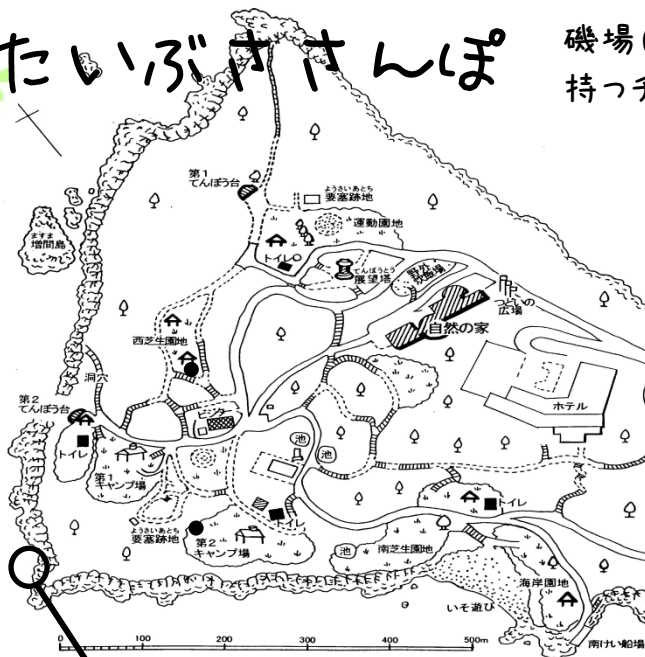 たいぶささんぽ
磯場
持つ
第1
てんぼう台
ようさいあとち
要塞跡地
運動園地
ますま
増間島
トイレ
てんぼうとう
展望塔
野外
炊飯場
つどいの
広場
自然の家
西芝生園地
洞穴
第2
てんぼう台
ビジター
ホテル
トイレ
池
池
第1
キャンプ場
トイレ
トイレ
ようさいあとち
要塞跡地
第2
キャンプ場
池
南芝生園地
海岸園地
いそ遊び
南けい船場
0
100
200
300
500m